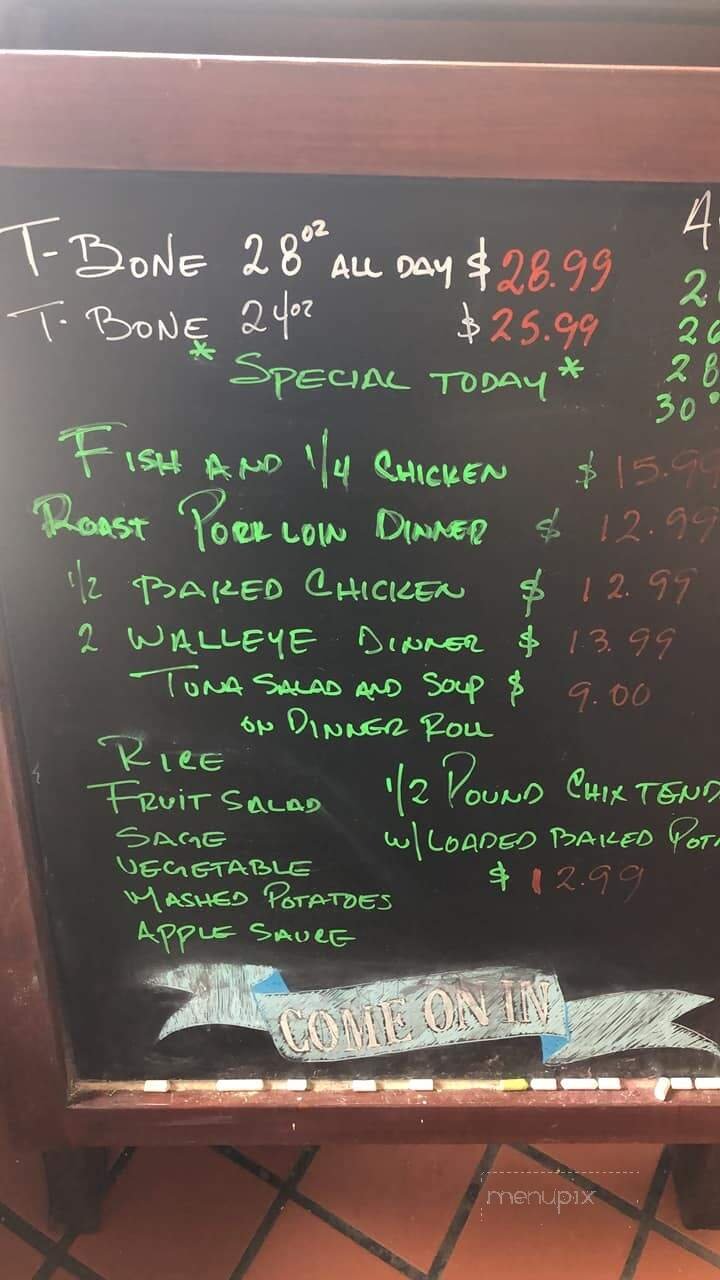 T-BONE 28oz ALL DAY $28.99
T-BONE 24oz $25.99
* SPECIAL TODAY *
FISH AND 1/4 CHICKEN $15.99
ROAST PORK LOIN DINNER $12.99
1/2 BAKED CHICKEN $12.99
2 WALLEYE DINNER $13.99
TUNA SALAD AND SOUP $9.00
ON DINNER ROLL
RICE
FRUIT SALAD
SAGE
VEGETABLE
MASHED POTATOES
APPLE SAUCE
1/2 POUND CHIX TEND
W/LOADED BAKED POT
$12.99
COME ON IN
menupix